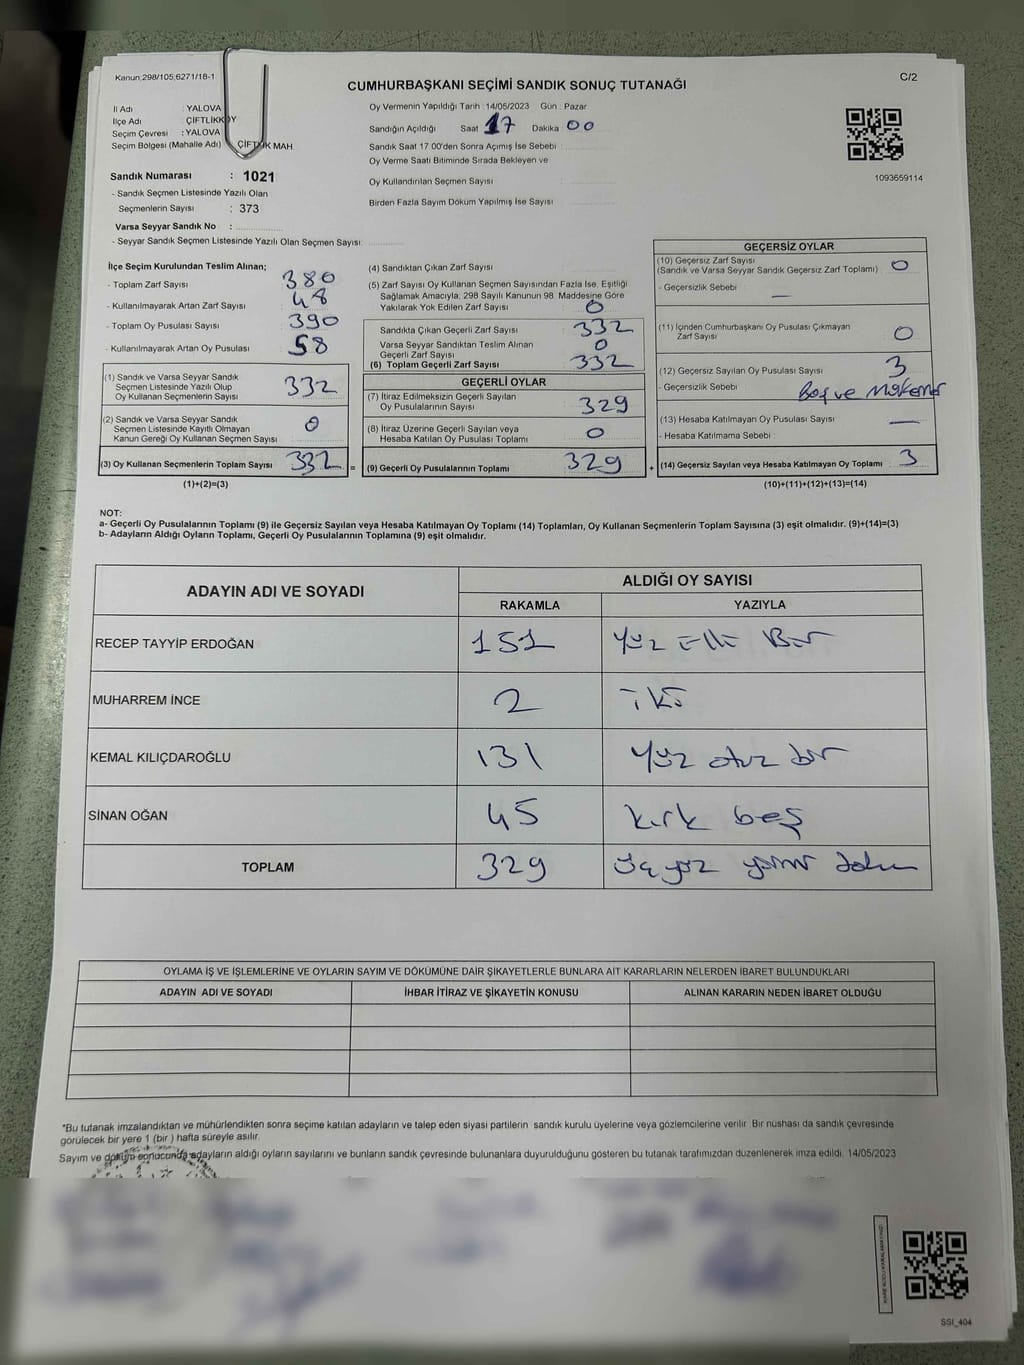 Kanun;298/105,6271/18-1
C/2
CUMHURBAŞKANI SEÇİMİ SANDIK SONUÇ TUTANAĞI
İl Adı : YALOVA
İlçe Adı : ÇİFTLİKKÖY
Seçim Çevresi : YALOVA
Seçim Bölgesi (Mahalle Adı) ÇİFTLİK MAH
Sandık Numarası : 1021
- Sandık Seçmen Listesinde Yazılı Olan
Seçmenlerin Sayısı : 373
Varsa Seyyar Sandık No :
- Seyyar Sandık Seçmen Listesinde Yazılı Olan Seçmen Sayısı:
Oy Vermenin Yapıldığı Tarih :14/05/2023 Gün : Pazar
Sandığın Açıldığı Saat 17 Dakika 00
Sandık Saat 17:00'den Sonra Açımış İse Sebebi :
Oy Verme Saati Bitiminde Sırada Bekleyen ve
Oy Kullandırılan Seçmen Sayısı :
Birden Fazla Sayım Döküm Yapılmış İse Sayısı
1093659114
İlçe Seçim Kurulundan Teslim Alınan;
- Toplam Zarf Sayısı 380
- Kullanılmayarak Artan Zarf Sayısı 48
- Toplam Oy Pusulası Sayısı 390
- Kullanılmayarak Artan Oy Pusulası 58
(1) Sandık ve Varsa Seyyar Sandık
Seçmen Listesinde Yazılı Olup
Oy Kullanan Seçmenlerin Sayısı 332
(2) Sandık ve Varsa Seyyar Sandık
Seçmen Listesinde Kayıtlı Olmayan
Kanun Gereği Oy Kullanan Seçmen Sayısı 0
(3) Oy Kullanan Seçmenlerin Toplam Sayısı 332 =
(1)+(2)=(3)
(4) Sandıktan Çıkan Zarf Sayısı
(5) Zarf Sayısı Oy Kullanan Seçmen Sayısından Fazla İse, Eşitliği
Sağlamak Amacıyla, 298 Sayılı Kanunun 98. Maddesine Göre
Yakılarak Yok Edilen Zarf Sayısı 0
Sandıkta Çıkan Geçerli Zarf Sayısı 332
Varsa Seyyar Sandıktan Teslim Alınan
Geçerli Zarf Sayısı 0
(6) Toplam Geçerli Zarf Sayısı 332
GEÇERLİ OYLAR
(7) İtiraz Edilmeksizin Geçerli Sayılan
Oy Pusulalarının Sayısı 329
(8) İtiraz Üzerine Geçerli Sayılan veya
Hesaba Katılan Oy Pusulası Toplamı 0
(9) Geçerli Oy Pusulalarının Toplamı 329 +
GEÇERSİZ OYLAR
(10) Geçersiz Zarf Sayısı
(Sandık ve Varsa Seyyar Sandık Geçersiz Zarf Toplamı) 0
- Geçersizlik Sebebi : —
(11) İçinden Cumhurbaşkanı Oy Pusulası Çıkmayan
Zarf Sayısı 0
(12) Geçersiz Sayılan Oy Pusulası Sayısı 3
- Geçersizlik Sebebi : Boş ve
(13) Hesaba Katılmayan Oy Pusulası Sayısı —
- Hesaba Katılmama Sebebi :
(14) Geçersiz Sayılan veya Hesaba Katılmayan Oy Toplamı 3
(10)+(11)+(12)+(13)=(14)
NOT:
a- Geçerli Oy Pusulalarının Toplamı (9) ile Geçersiz Sayılan veya Hesaba Katılmayan Oy Toplamı (14) Toplamları, Oy Kullanan Seçmenlerin Toplam Sayısına (3) eşit olmalıdır. (9)+(14)=(3)
b- Adayların Aldığı Oyların Toplamı, Geçerli Oy Pusulalarının Toplamına (9) eşit olmalıdır.
ADAYIN ADI VE SOYADI ALDIĞI OY SAYISI
RAKAMLA YAZIYLA
RECEP TAYYİP ERDOĞAN 151 Yüz Elli Bir
MUHARREM İNCE 2 iki
KEMAL KILIÇDAROĞLU 131 Yüz otuz bir
SİNAN OĞAN 45 kırk beş
TOPLAM 329 üç yüz yirmi dokuz
OYLAMA İŞ VE İŞLEMLERİNE VE OYLARIN SAYIM VE DÖKÜMÜNE DAİR ŞİKAYETLERLE BUNLARA AİT KARARLARIN NELERDEN İBARET BULUNDUKLARI
ADAYIN ADI VE SOYADI İHBAR İTİRAZ VE ŞİKAYETİN KONUSU ALINAN KARARIN NEDEN İBARET OLDUĞU
*Bu tutanak imzalandıktan ve mühürlendikten sonra seçime katılan adayların ve talep eden siyasi partilerin sandık kurulu üyelerine veya gözlemcilerine verilir. Bir nushası da sandık çevresinde
görülecek bir yere 1 (bir ) hafta süreyle asılır.
Sayım ve döküm sonucunda adayların aldığı oyların sayılarını ve bunların sandık çevresinde bulunanlara duyurulduğunu gösteren bu tutanak tarafımızdan düzenlenerek imza edildi. 14/05/2023
SSI_404